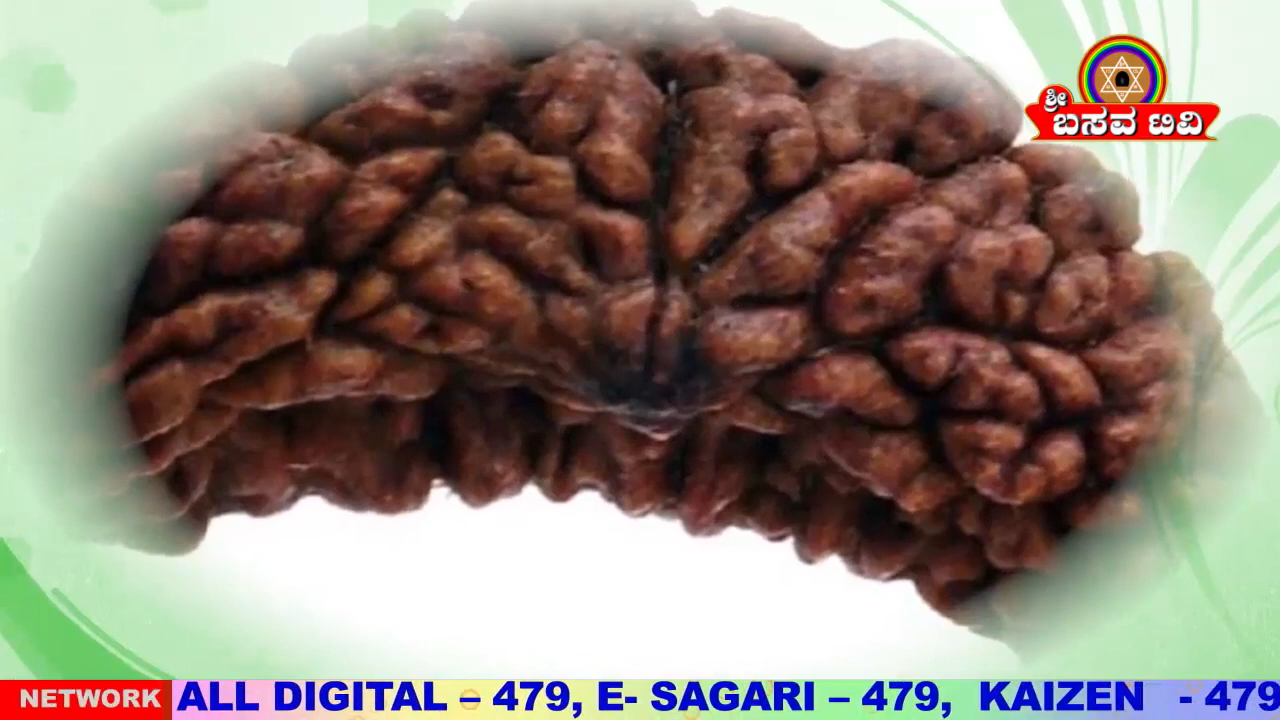 ಶ್ರೀ
ಬಸವ ಟಿವಿ
NETWORK ALL DIGITAL – 479, E- SAGARI – 479, KAIZEN - 479